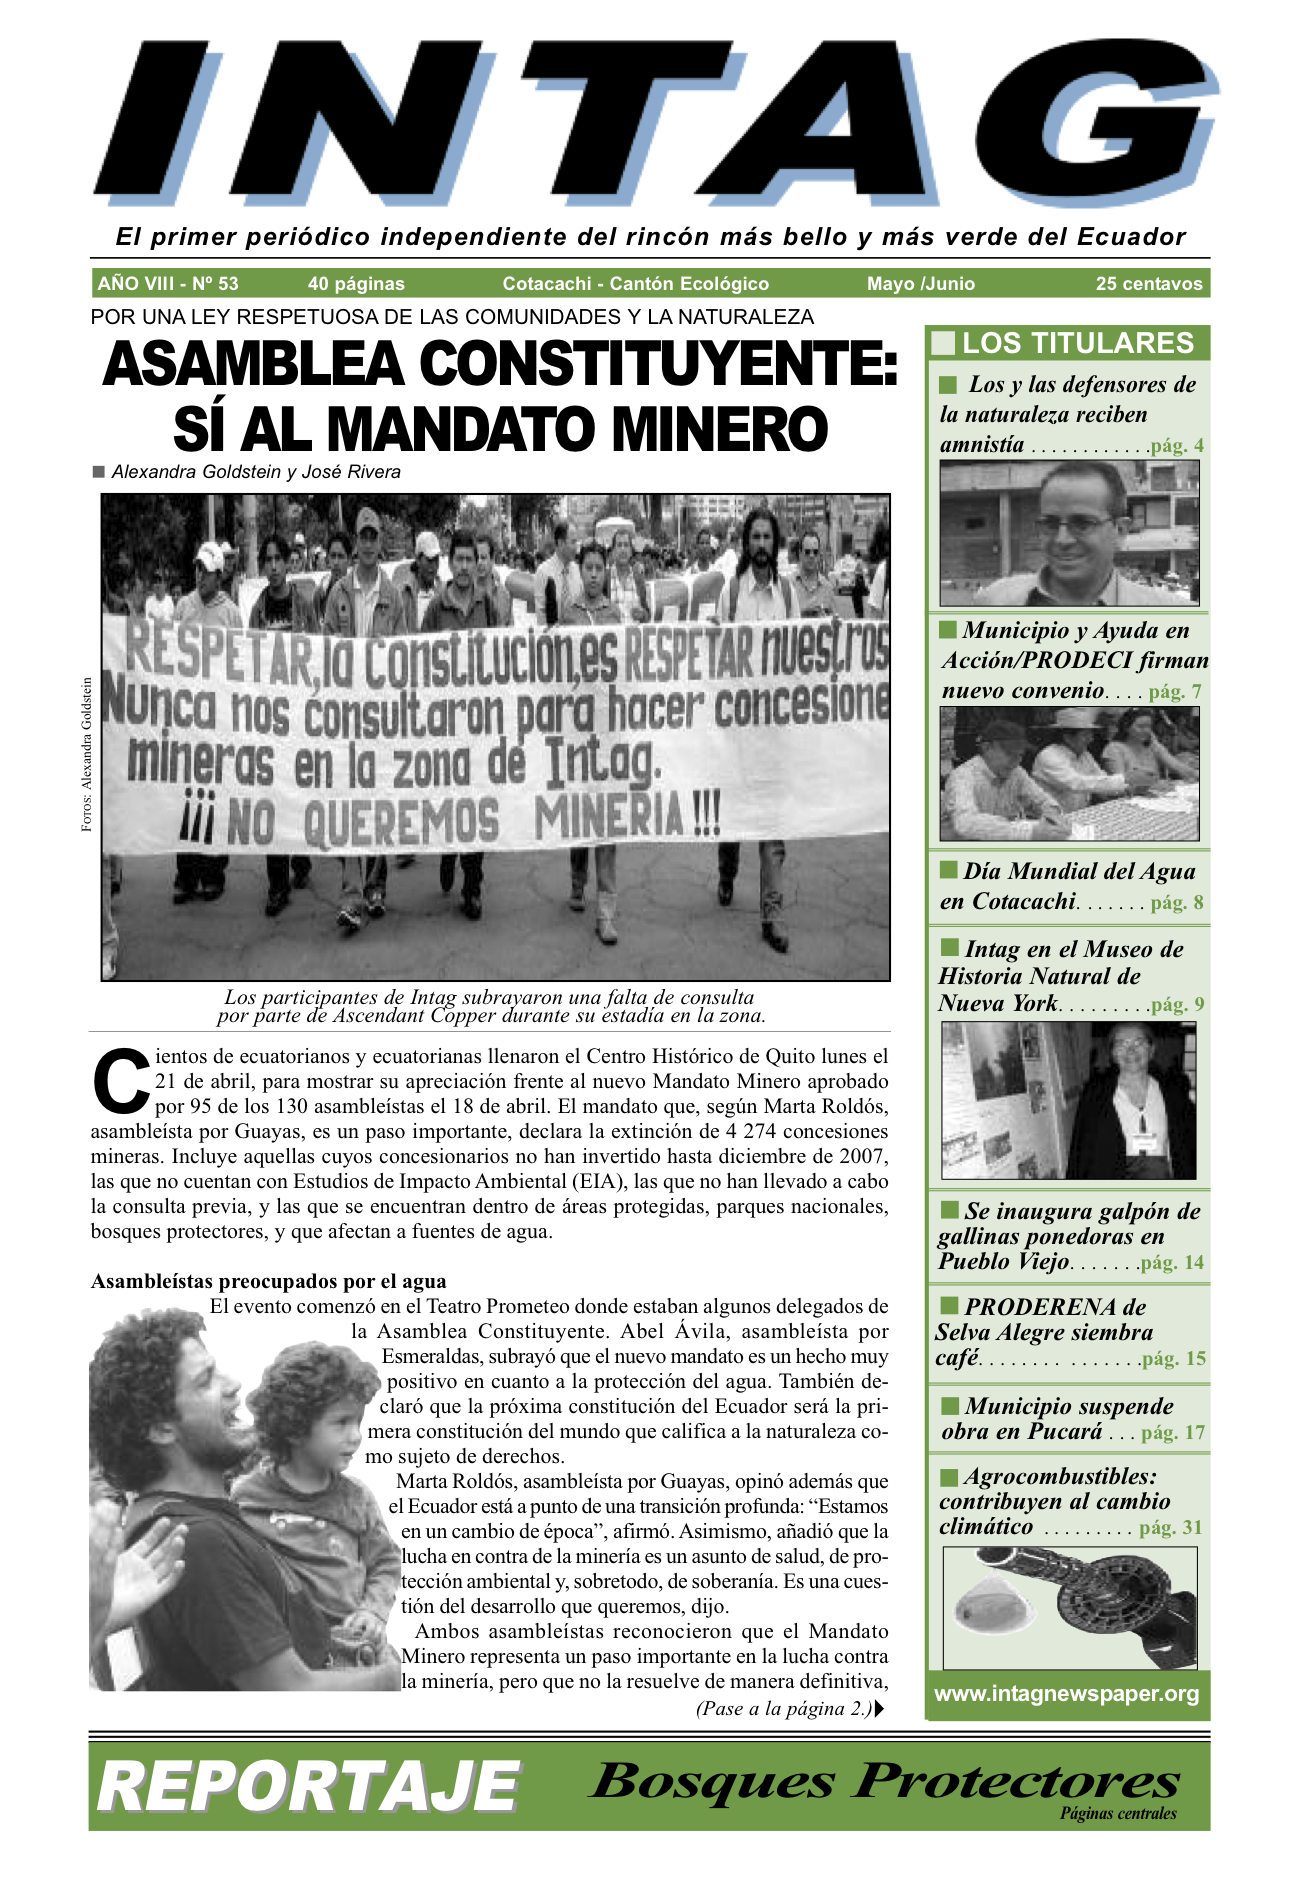 INTAG
El primer periódico independiente del rincón más bello y más verde del Ecuador
AÑO VIII - Nº 53 40 páginas Cotacachi - Cantón Ecológico Mayo /Junio 25 centavos
POR UNA LEY RESPETUOSA DE LAS COMUNIDADES Y LA NATURALEZA
ASAMBLEA CONSTITUYENTE:
SÍ AL MANDATO MINERO
Alexandra Goldstein y José Rivera
FOTOS: Alexandra Goldstein
RESPETAR, la Constitución, es RESPETAR nuestros
Nunca nos consultaron para hacer concesione
mineras en la zona de Intag.
¡¡¡ NO QUEREMOS MINERIA !!!
Los participantes de Intag subrayaron una falta de consulta
por parte de Ascendant Copper durante su estadía en la zona.
Cientos de ecuatorianos y ecuatorianas llenaron el Centro Histórico de Quito lunes el
21 de abril, para mostrar su apreciación frente al nuevo Mandato Minero aprobado
por 95 de los 130 asambleístas el 18 de abril. El mandato que, según Marta Roldós,
asambleísta por Guayas, es un paso importante, declara la extinción de 4 274 concesiones
mineras. Incluye aquellas cuyos concesionarios no han invertido hasta diciembre de 2007,
las que no cuentan con Estudios de Impacto Ambiental (EIA), las que no han llevado a cabo
la consulta previa, y las que se encuentran dentro de áreas protegidas, parques nacionales,
bosques protectores, y que afectan a fuentes de agua.
Asambleístas preocupados por el agua
El evento comenzó en el Teatro Prometeo donde estaban algunos delegados de
la Asamblea Constituyente. Abel Ávila, asambleísta por
Esmeraldas, subrayó que el nuevo mandato es un hecho muy
positivo en cuanto a la protección del agua. También de-
claró que la próxima constitución del Ecuador será la pri-
mera constitución del mundo que califica a la naturaleza co-
mo sujeto de derechos.
Marta Roldós, asambleísta por Guayas, opinó además que
el Ecuador está a punto de una transición profunda: “Estamos
en un cambio de época”, afirmó. Asimismo, añadió que la
lucha en contra de la minería es un asunto de salud, de pro-
tección ambiental y, sobretodo, de soberanía. Es una cues-
tión del desarrollo que queremos, dijo.
Ambos asambleístas reconocieron que el Mandato
Minero representa un paso importante en la lucha contra
la minería, pero que no la resuelve de manera definitiva,
(Pase a la página 2.)
LOS TITULARES
Los y las defensores de
la naturaleza reciben
amnistía . . . . . . . . . . . .pág. 4
Municipio y Ayuda en
Acción/PRODECI firman
nuevo convenio. . . . pág. 7
Día Mundial del Agua
en Cotacachi. . . . . . . pág. 8
Intag en el Museo de
Historia Natural de
Nueva York. . . . . . . . .pág. 9
Se inaugura galpón de
gallinas ponedoras en
Pueblo Viejo. . . . . . .pág. 14
PRODERENA de
Selva Alegre siembra
café. . . . . . . . . . . . . . .pág. 15
Municipio suspende
obra en Pucará . . . pág. 17
Agrocombustibles:
contribuyen al cambio
climático . . . . . . . . . pág. 31
www.intagnewspaper.org
REPORTAJE Bosques Protectores
Páginas centrales